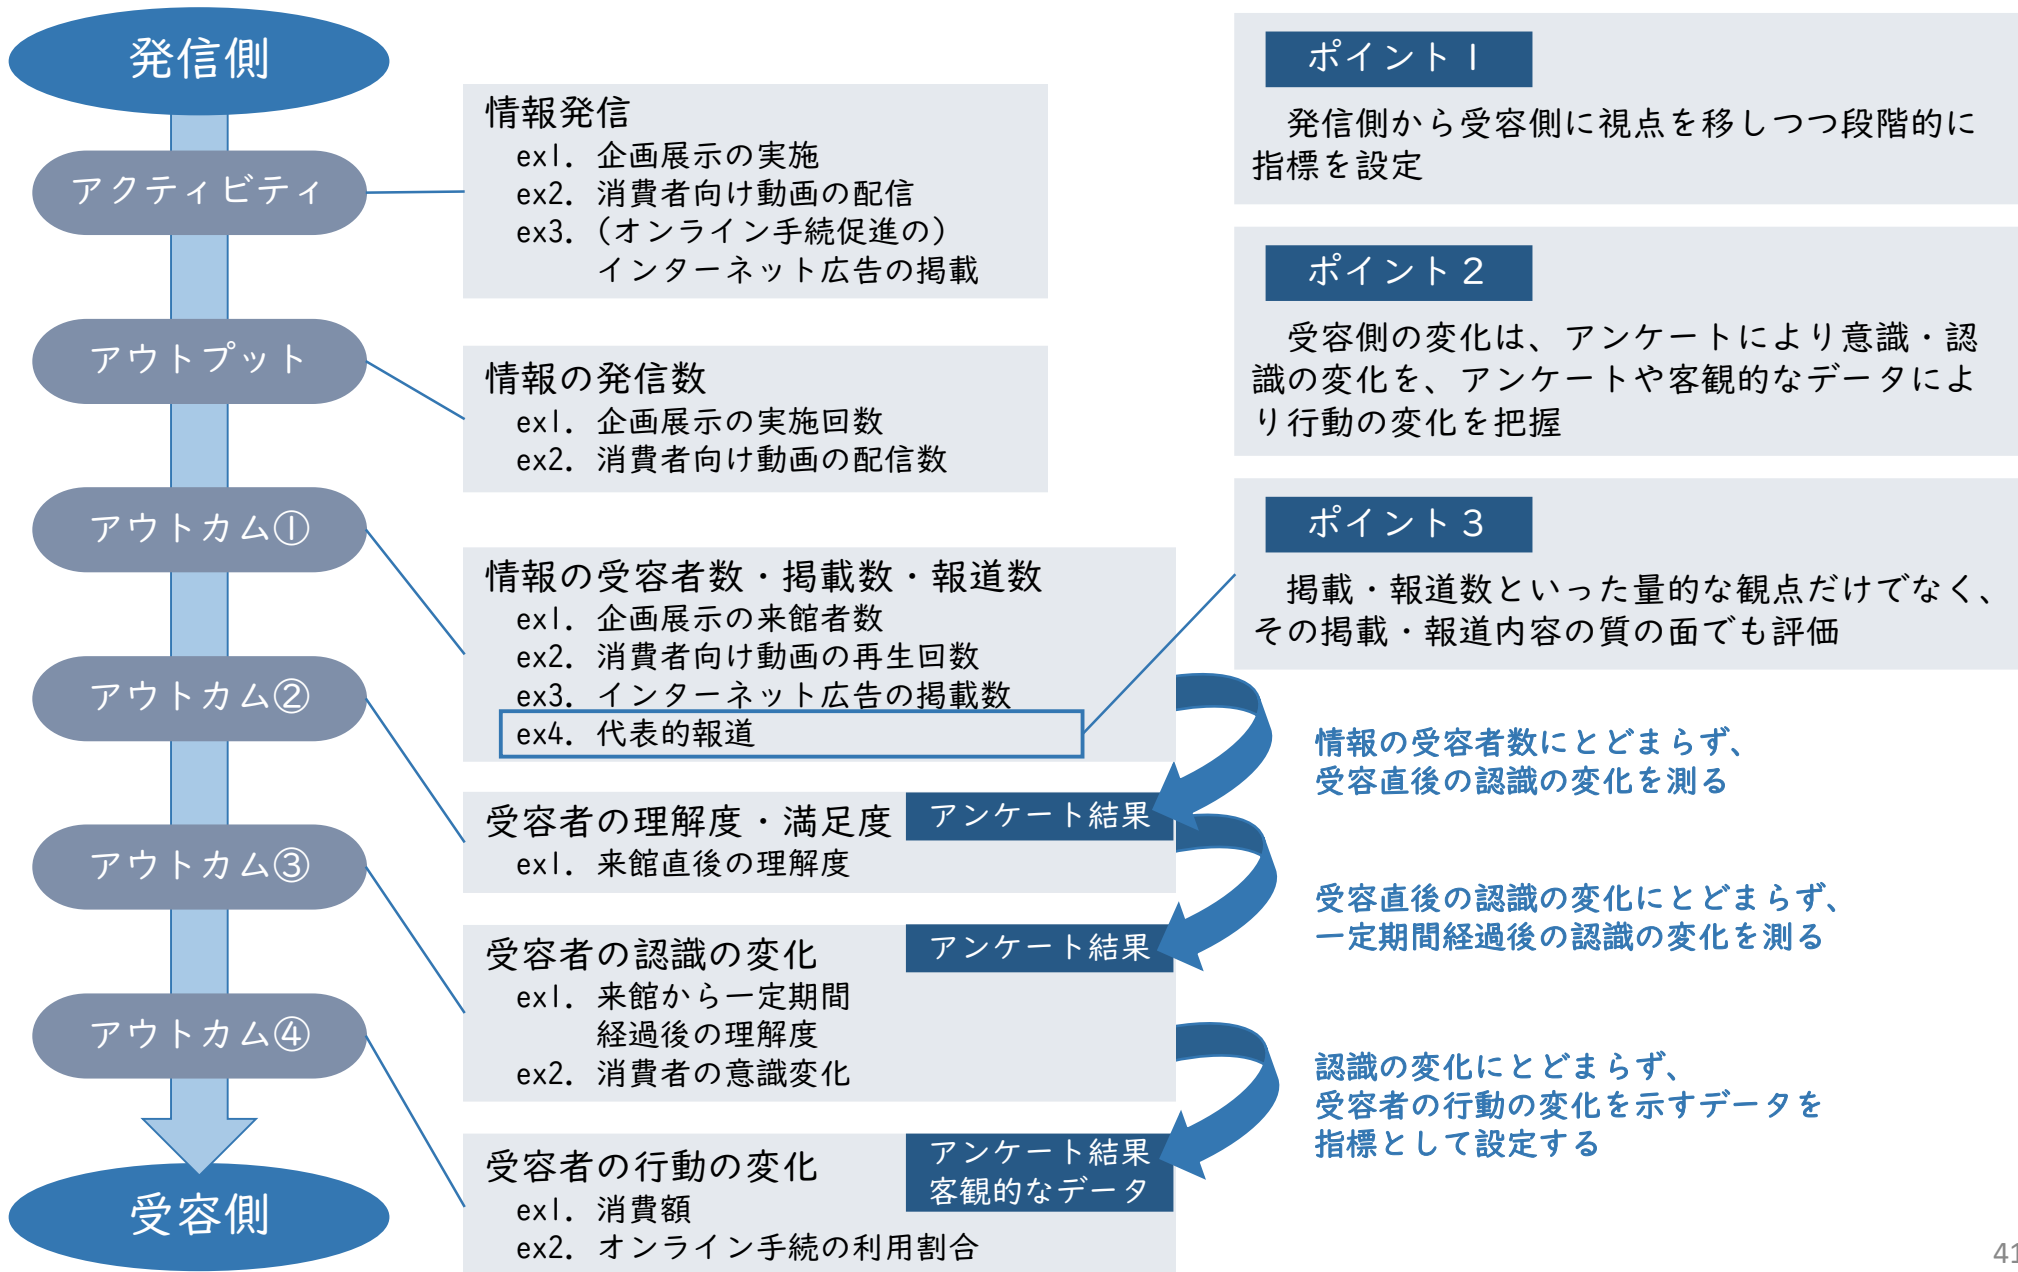 発信側
アクティビティ
アウトプット
アウトカム①
アウトカム②
アウトカム③
アウトカム④
受容側
情報発信
ex1. 企画展示の実施
ex2. 消費者向け動画の配信
ex3. (オンライン手続促進の)
インターネット広告の掲載
情報の発信数
ex1. 企画展示の実施回数
ex2. 消費者向け動画の配信数
情報の受容者数・掲載数・報道数
ex1. 企画展示の来館者数
ex2. 消費者向け動画の再生回数
ex3. インターネット広告の掲載数
ex4. 代表的報道
受容者の理解度・満足度
アンケート結果
ex1. 来館直後の理解度
受容者の認識の変化
アンケート結果
ex1. 来館から一定期間
経過後の理解度
ex2. 消費者の意識変化
受容者の行動の変化
アンケート結果
客観的なデータ
ex1. 消費額
ex2. オンライン手続の利用割合
ポイント1
発信側から受容側に視点を移しつつ段階的に
指標を設定
ポイント2
受容側の変化は、アンケートにより意識・認
識の変化を、アンケートや客観的なデータによ
り行動の変化を把握
ポイント3
掲載・報道数といった量的な観点だけでなく、
その掲載・報道内容の質の面でも評価
情報の受容者数にとどまらず、
受容直後の認識の変化を測る
受容直後の認識の変化にとどまらず、
一定期間経過後の認識の変化を測る
認識の変化にとどまらず、
受容者の行動の変化を示すデータを
指標として設定する
41